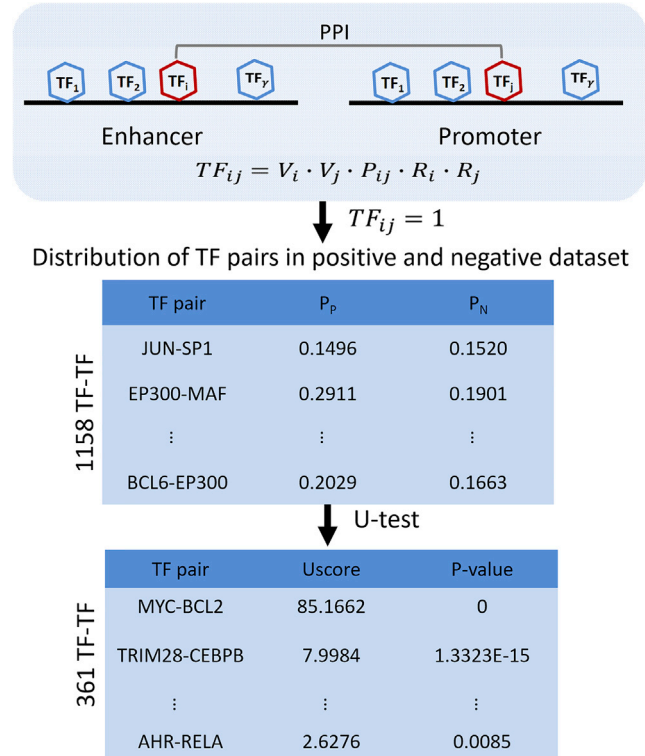 PPI
TF₁ TF₂ TFᵢ TFᵧ TF₁ TF₂ TFⱼ TFᵧ
Enhancer Promoter
TFᵢⱼ = Vᵢ · Vⱼ · Pᵢⱼ · Rᵢ · Rⱼ
TFᵢⱼ = 1
Distribution of TF pairs in positive and negative dataset
1158 TF-TF
TF pair P_P P_N
JUN-SP1 0.1496 0.1520
EP300-MAF 0.2911 0.1901
⋮ ⋮ ⋮
BCL6-EP300 0.2029 0.1663
U-test
361 TF-TF
TF pair Uscore P-value
MYC-BCL2 85.1662 0
TRIM28-CEBPB 7.9984 1.3323E-15
⋮ ⋮ ⋮
AHR-RELA 2.6276 0.0085